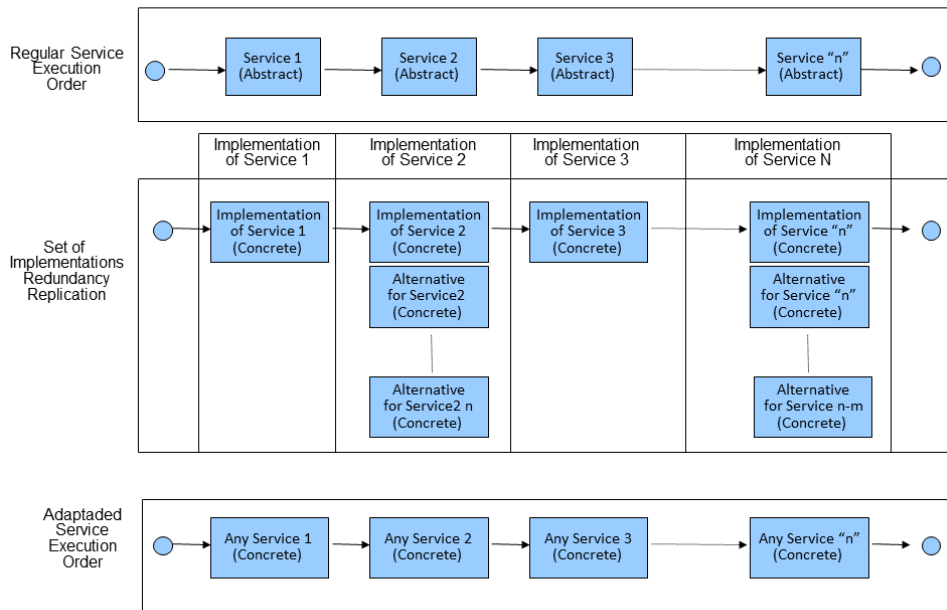 Regular Service
Execution
Order
Service 1
(Abstract)
Service 2
(Abstract)
Service 3
(Abstract)
Service “n”
(Abstract)
Implementation
of Service 1
Implementation
of Service 2
Implementation
of Service 3
Implementation
of Service N
Set of
Implementations
Redundancy
Replication
Implementation
of Service 1
(Concrete)
Implementation
of Service 2
(Concrete)
Implementation
of Service 3
(Concrete)
Implementation
of Service “n”
(Concrete)
Alternative
for Service2
(Concrete)
Alternative
for Service “n”
(Concrete)
Alternative
for Service2 n
(Concrete)
Alternative
for Service n-m
(Concrete)
Adaptaded
Service
Execution
Order
Any Service 1
(Concrete)
Any Service 2
(Concrete)
Any Service 3
(Concrete)
Any Service “n”
(Concrete)